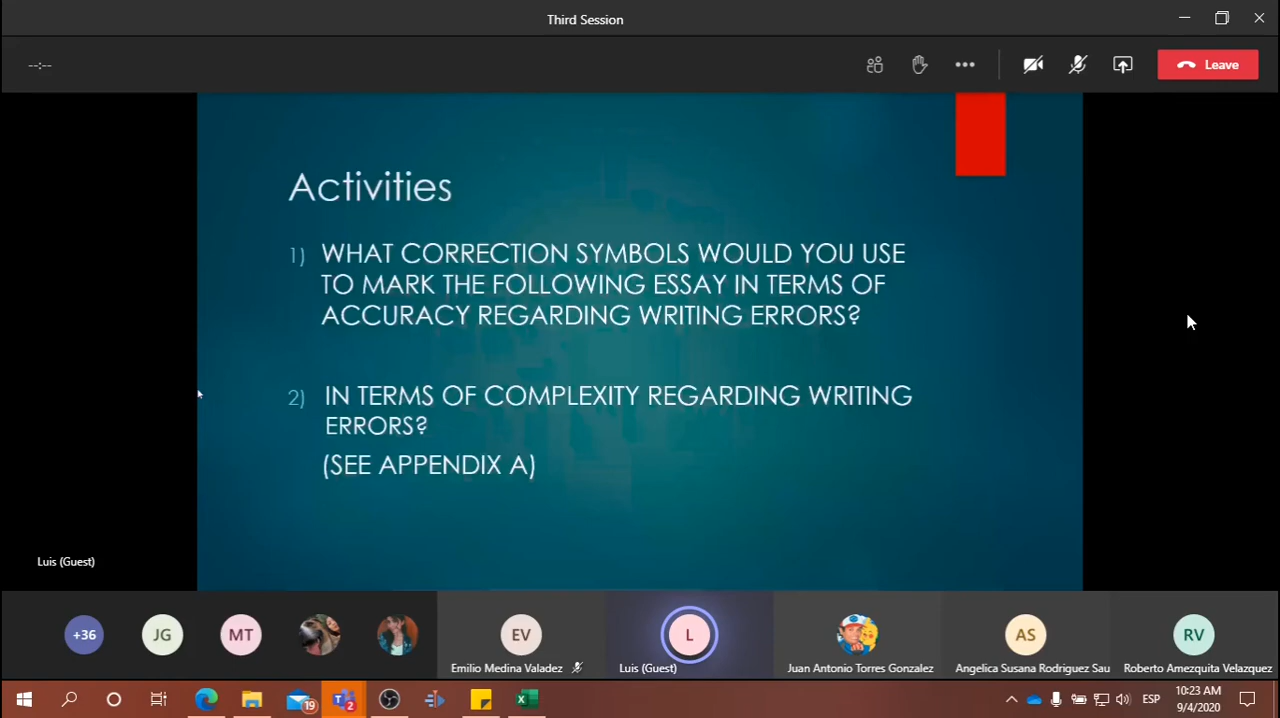 Third Session
--:--
Leave
Activities
1) WHAT CORRECTION SYMBOLS WOULD YOU USE
TO MARK THE FOLLOWING ESSAY IN TERMS OF
ACCURACY REGARDING WRITING ERRORS?
2) IN TERMS OF COMPLEXITY REGARDING WRITING
ERRORS?
(SEE APPENDIX A)
Luis (Guest)
+36
JG
MT
EV
L
AS
RV
Emilio Medina Valadez
Luis (Guest)
Juan Antonio Torres Gonzalez
Angelica Susana Rodriguez Sau
Roberto Amezquita Velazquez
19
2
ESP
10:23 AM
9/4/2020